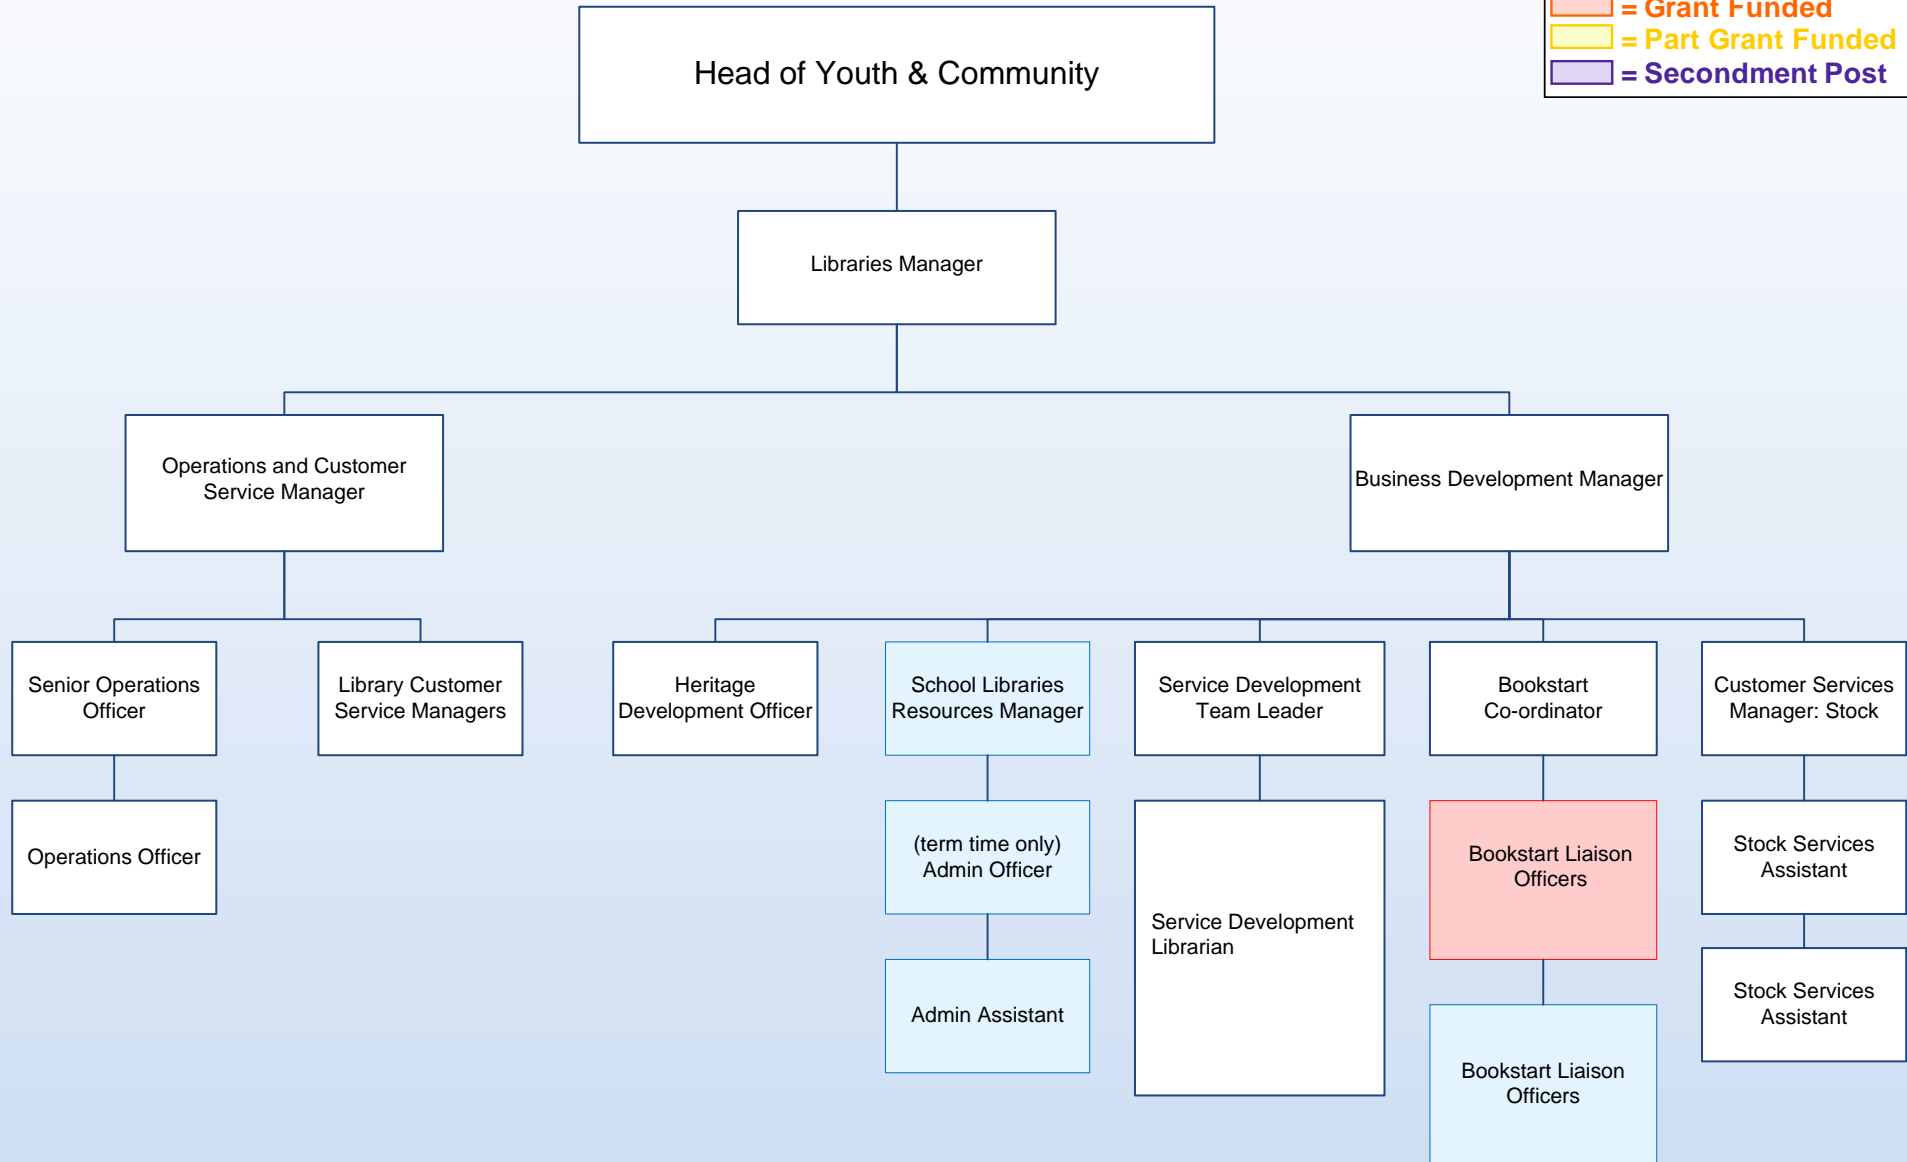 = Grant Funded
= Part Grant Funded
= Secondment Post
Head of Youth & Community
Libraries Manager
Operations and Customer
Service Manager
Business Development Manager
Senior Operations
Officer
Library Customer
Service Managers
Heritage
Development Officer
School Libraries
Resources Manager
Service Development
Team Leader
Bookstart
Co-ordinator
Customer Services
Manager: Stock
Operations Officer
(term time only)
Admin Officer
Service Development
Librarian
Bookstart Liaison
Officers
Stock Services
Assistant
Admin Assistant
Bookstart Liaison
Officers
Stock Services
Assistant